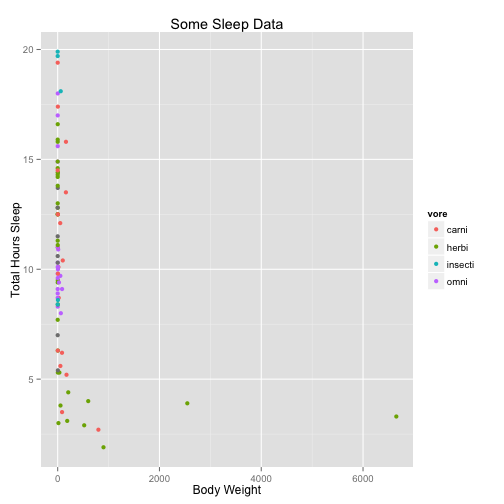 Some Sleep Data
Total Hours Sleep
20
15
10
5
0
2000
4000
6000
Body Weight
vore
carni
herbi
insecti
omni